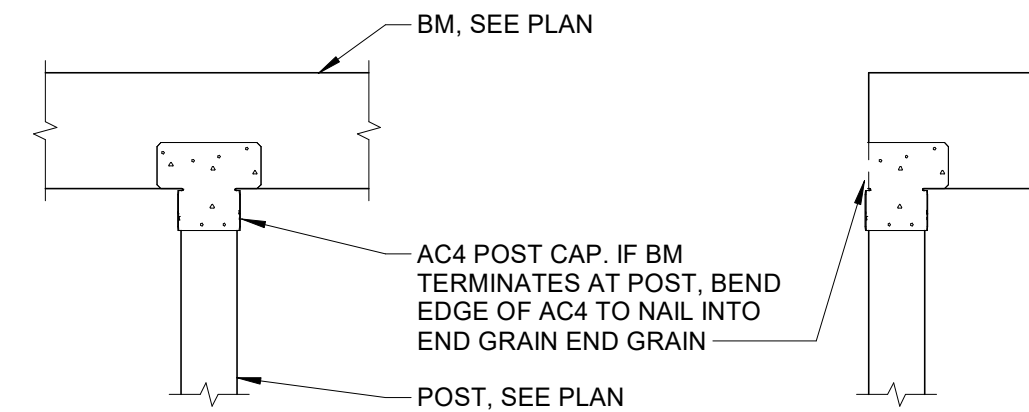 BM, SEE PLAN
AC4 POST CAP. IF BM
TERMINATES AT POST, BEND
EDGE OF AC4 TO NAIL INTO
END GRAIN END GRAIN
POST, SEE PLAN